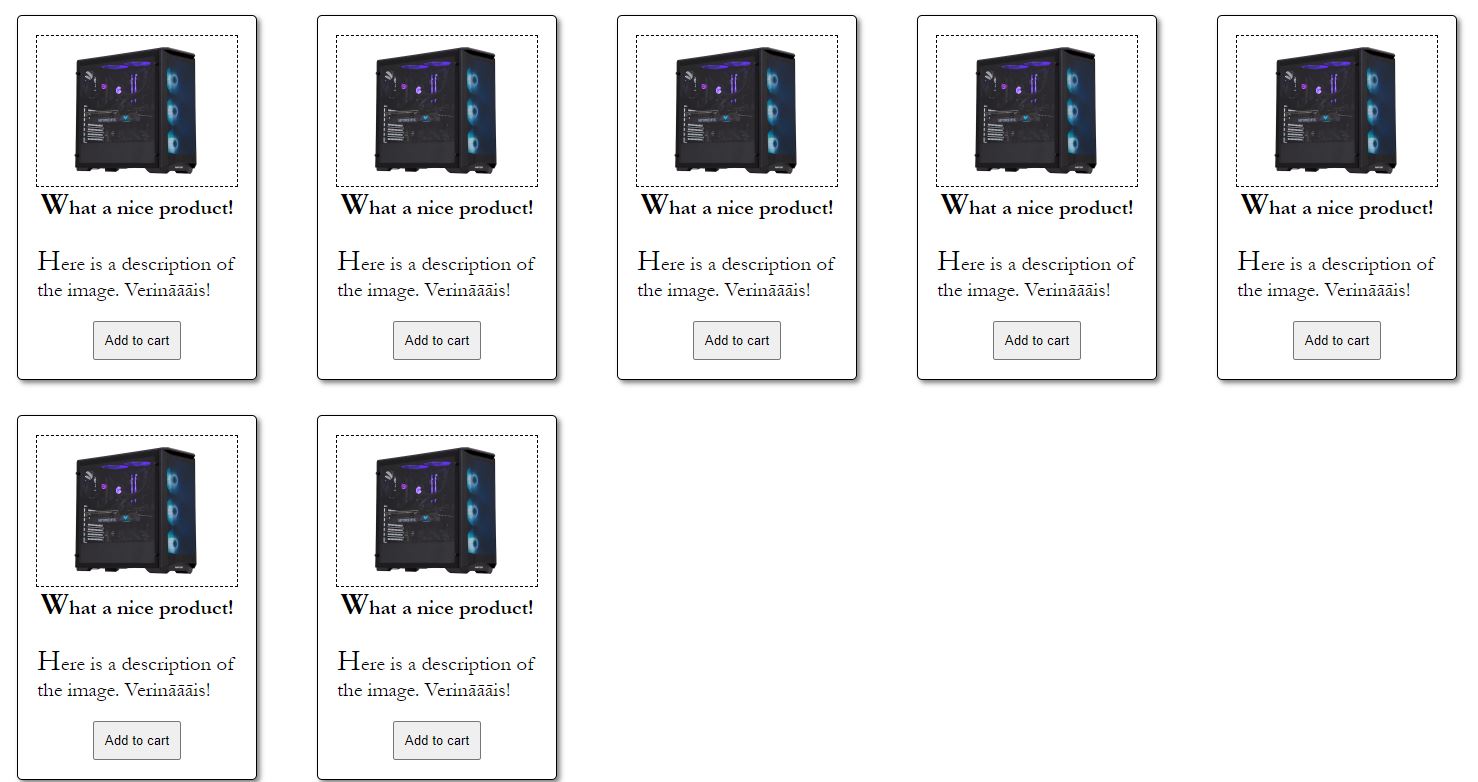 What a nice product!
What a nice product!
What a nice product!
What a nice product!
What a nice product!
Here is a description of
the image. Verināāāis!
Here is a description of
the image. Verināāāis!
Here is a description of
the image. Verināāāis!
Here is a description of
the image. Verināāāis!
Here is a description of
the image. Verināāāis!
Add to cart
Add to cart
Add to cart
Add to cart
Add to cart
What a nice product!
What a nice product!
Here is a description of
the image. Verināāāis!
Here is a description of
the image. Verināāāis!
Add to cart
Add to cart